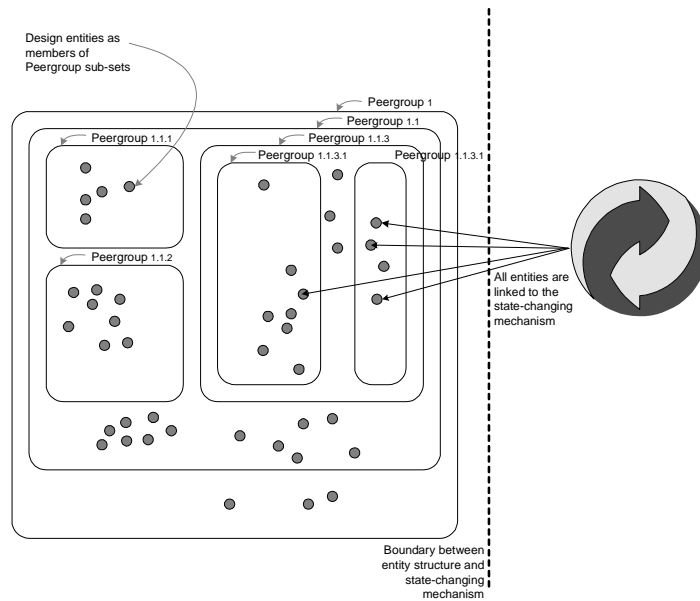 Design entities as
members of
Peergroup sub-sets
Peergroup 1
Peergroup 1.1
Peergroup 1.1.1
Peergroup 1.1.3
Peergroup 1.1.3.1
Peergroup 1.1.3.1
Peergroup 1.1.2
All entities are
linked to the
state-changing
mechanism
Boundary between
entity structure and
state-changing
mechanism